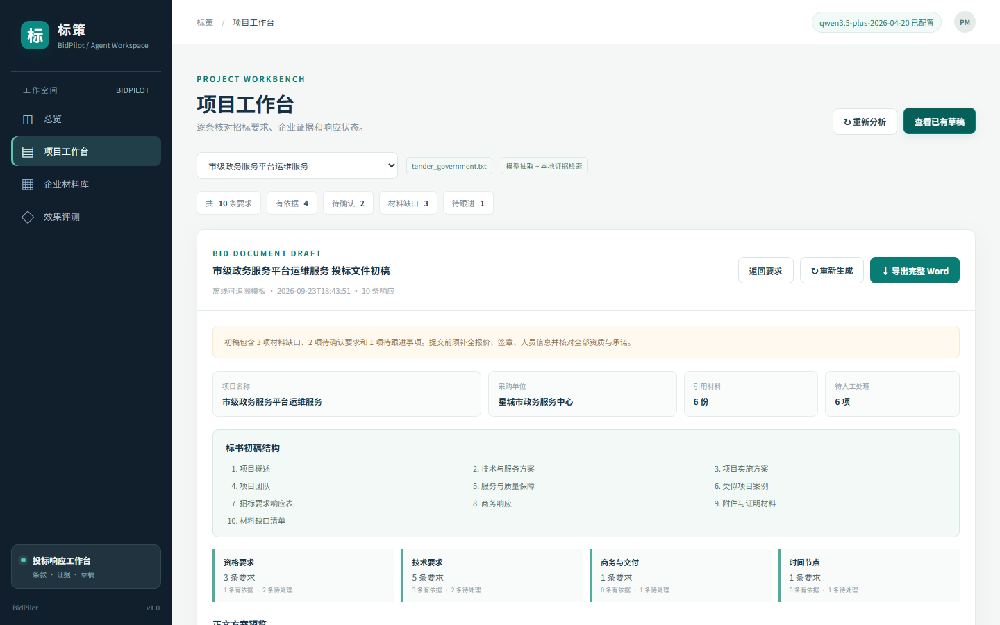 标
标策
BidPilot / Agent Workspace
工作空间
BIDPILOT
总览
项目工作台
企业材料库
效果评测
投标响应工作台
条款 · 证据 · 草稿
BidPilot
v1.0
标策 / 项目工作台
qwen3.5-plus-2026-04-20 已配置
PM
PROJECT WORKBENCH
项目工作台
逐条核对招标要求、企业证据和响应状态。
↻ 重新分析
查看已有草稿
市级政务服务平台运维服务
tender_government.txt
模型抽取 + 本地证据检索
共 10 条要求
有依据 4
待确认 2
材料缺口 3
待跟进 1
BID DOCUMENT DRAFT
市级政务服务平台运维服务 投标文件初稿
离线可追溯模板 · 2026-09-23T18:43:51 · 10 条响应
返回要求
↻ 重新生成
↓ 导出完整 Word
初稿包含 3 项材料缺口、2 项待确认要求和 1 项待跟进事项。提交前须补全报价、签章、人员信息并核对全部资质与承诺。
项目名称
市级政务服务平台运维服务
采购单位
星城市政务服务中心
引用材料
6 份
待人工处理
6 项
标书初稿结构
1. 项目概述
2. 技术与服务方案
3. 项目实施方案
4. 项目团队
5. 服务与质量保障
6. 类似项目案例
7. 招标要求响应表
8. 商务响应
9. 附件与证明材料
10. 材料缺口清单
资格要求
3 条要求
1 条有依据 · 2 条待处理
技术要求
5 条要求
3 条有依据 · 2 条待处理
商务与交付
1 条要求
0 条有依据 · 1 条待处理
时间节点
1 条要求
0 条有依据 · 1 条待处理
正文方案预览